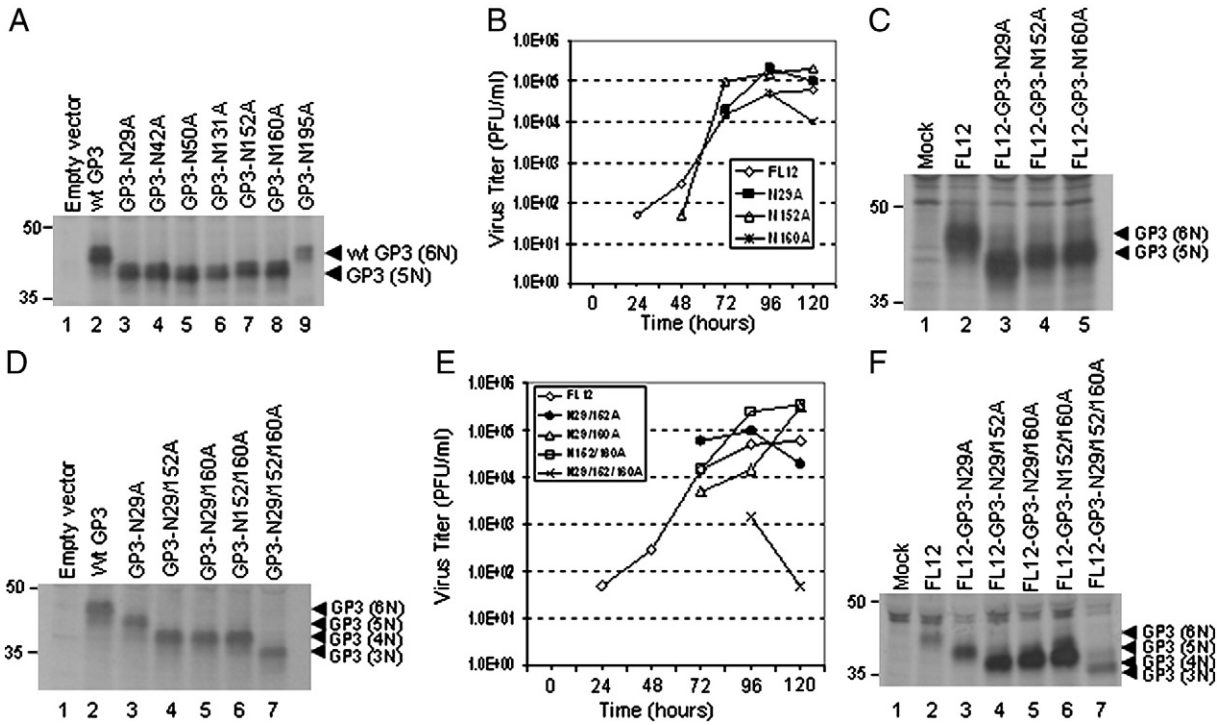 A
Empty vector
wt GP3
GP3-N29A
GP3-N42A
GP3-N50A
GP3-N131A
GP3-N152A
GP3-N160A
GP3-N195A
50
35
wt GP3 (6N)
GP3 (5N)
1 2 3 4 5 6 7 8 9
B
Virus Titer (PFU/ml)
1.0E+06
1.0E+05
1.0E+04
1.0E+03
1.0E+02
1.0E+01
1.0E+00
FL12
N29A
N152A
N160A
0 24 48 72 96 120
Time (hours)
C
Mock
FL12
FL12-GP3-N29A
FL12-GP3-N152A
FL12-GP3-N160A
50
35
GP3 (6N)
GP3 (5N)
1 2 3 4 5
D
Empty vector
Wt GP3
GP3-N29A
GP3-N29/152A
GP3-N29/160A
GP3-N152/160A
GP3-N29/152/160A
50
35
GP3 (6N)
GP3 (5N)
GP3 (4N)
GP3 (3N)
1 2 3 4 5 6 7
E
Virus Titer (PFU/ml)
1.0E+06
1.0E+05
1.0E+04
1.0E+03
1.0E+02
1.0E+01
1.0E+00
FL12
N29/152A
N29/160A
N152/160A
N29/152/160A
0 24 48 72 96 120
Time (hours)
F
Mock
FL12
FL12-GP3-N29A
FL12-GP3-N29/152A
FL12-GP3-N29/160A
FL12-GP3-N152/160A
FL12-GP3-N29/152/160A
50
35
GP3 (6N)
GP3 (5N)
GP3 (4N)
GP3 (3N)
1 2 3 4 5 6 7